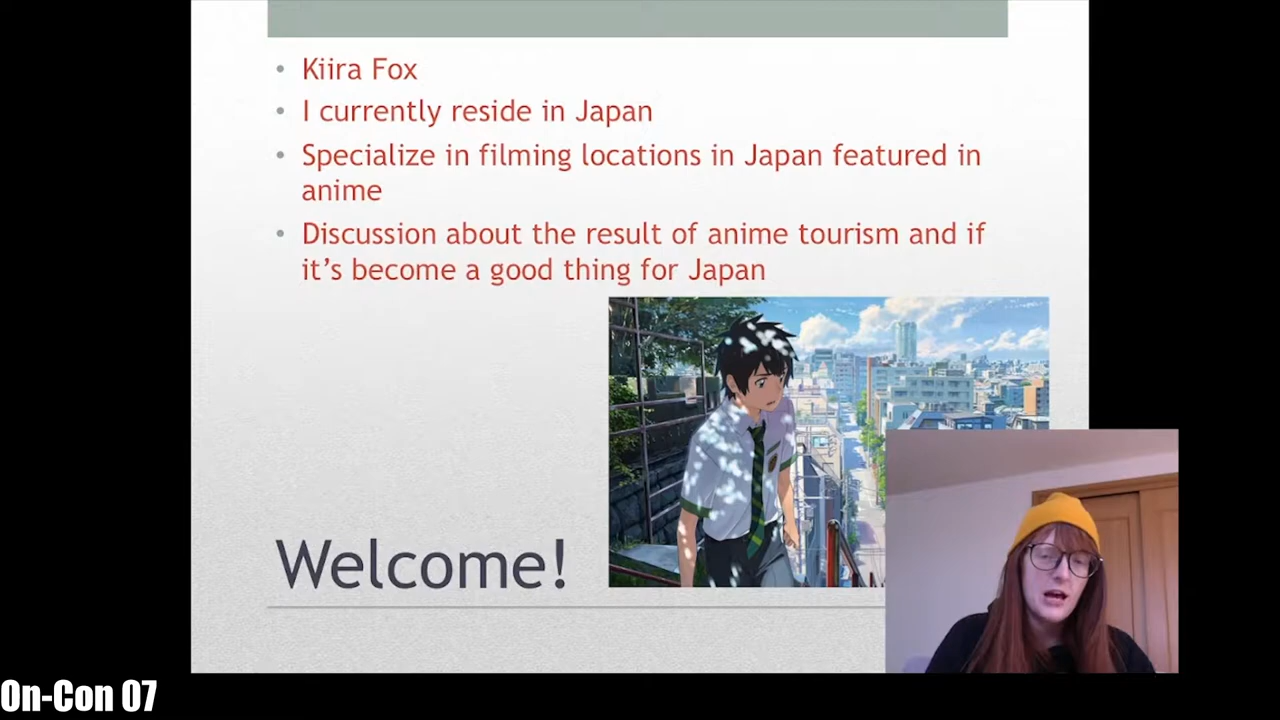 Kiira Fox
I currently reside in Japan
Specialize in filming locations in Japan featured in
anime
Discussion about the result of anime tourism and if
it's become a good thing for Japan
Welcome!
On-Con 07